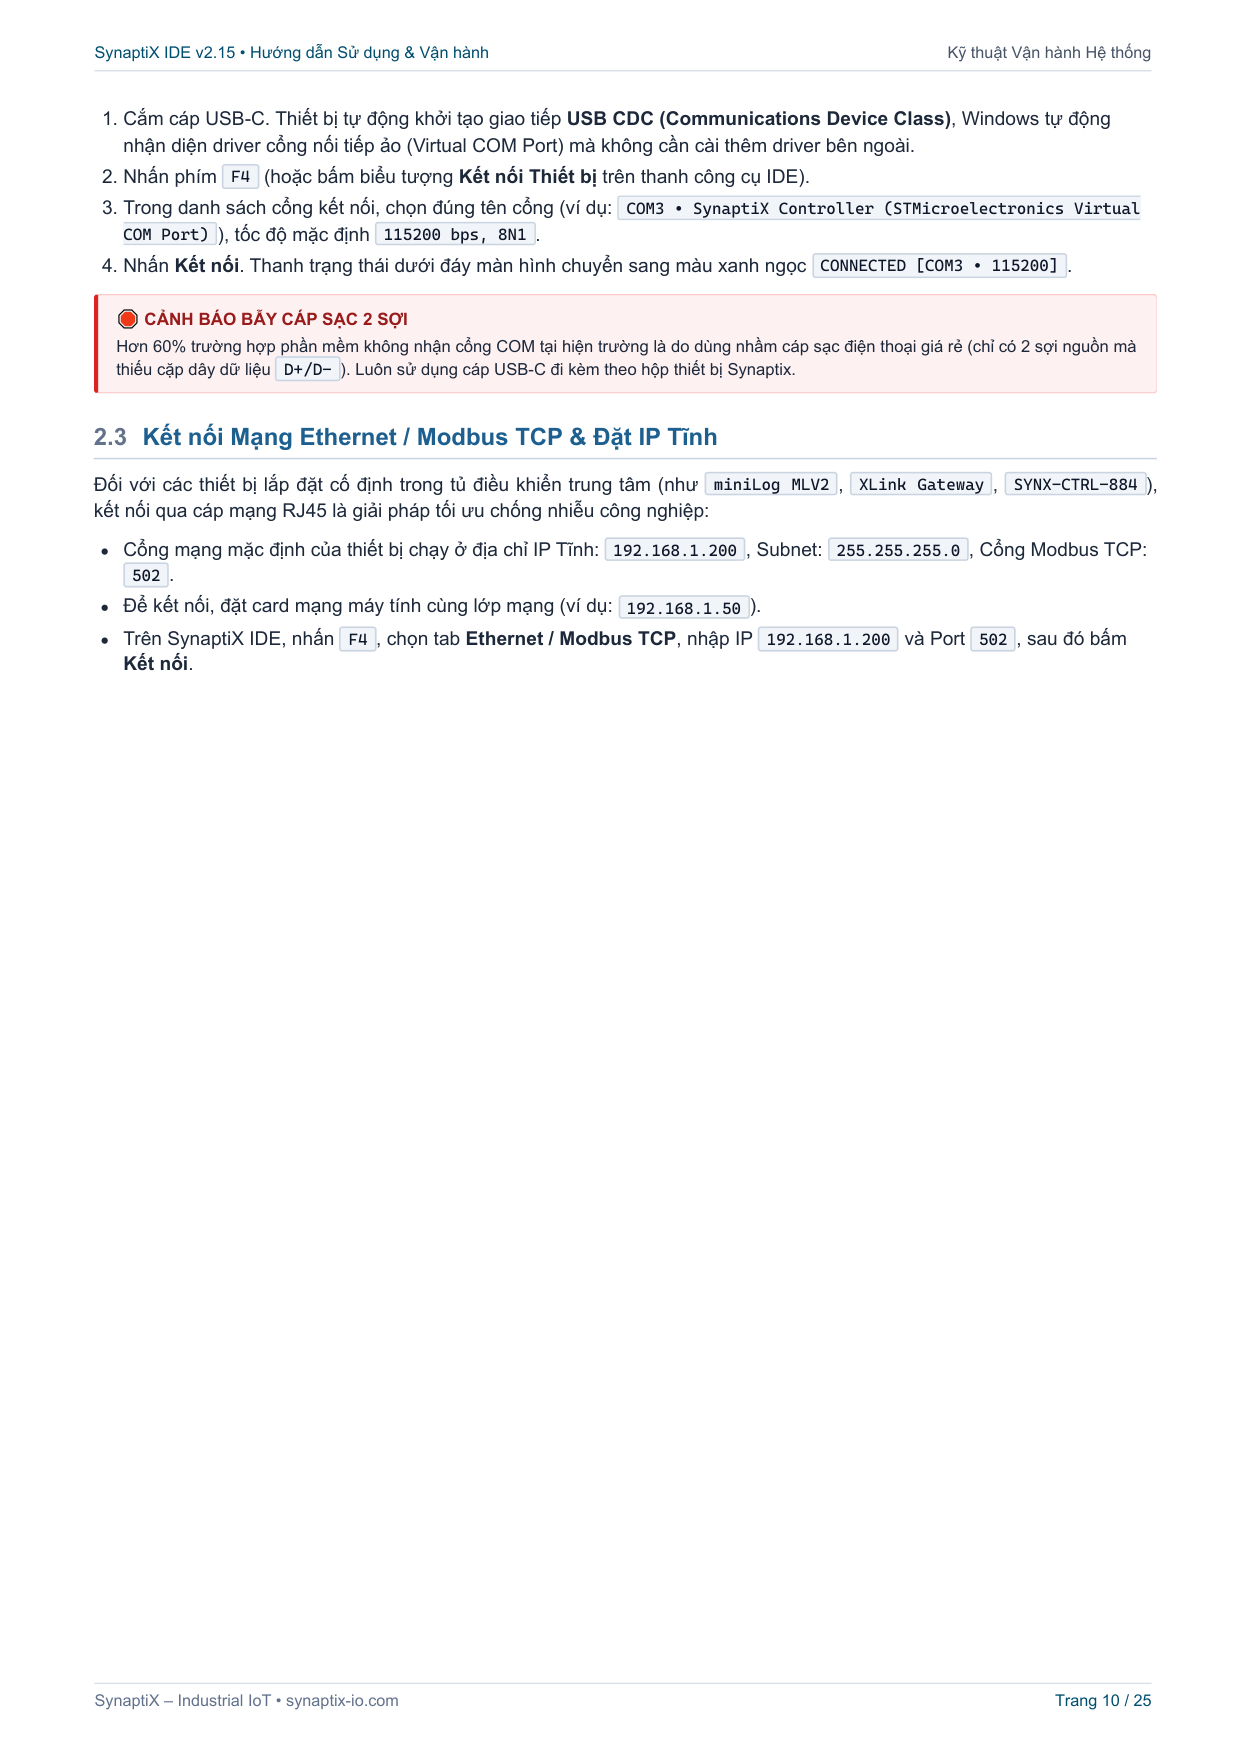 SynaptiX IDE v2.15 • Hướng dẫn Sử dụng & Vận hành
Kỹ thuật Vận hành Hệ thống
1. Cắm cáp USB-C. Thiết bị tự động khởi tạo giao tiếp USB CDC (Communications Device Class), Windows tự động
nhận diện driver cổng nối tiếp ảo (Virtual COM Port) mà không cần cài thêm driver bên ngoài.
2. Nhấn phím F4 (hoặc bấm biểu tượng Kết nối Thiết bị trên thanh công cụ IDE).
3. Trong danh sách cổng kết nối, chọn đúng tên cổng (ví dụ: COM3 • SynaptiX Controller (STMicroelectronics Virtual
COM Port) ), tốc độ mặc định 115200 bps, 8N1 .
4. Nhấn Kết nối. Thanh trạng thái dưới đáy màn hình chuyển sang màu xanh ngọc CONNECTED [COM3 • 115200] .
CẢNH BÁO BẪY CÁP SẠC 2 SỢI
Hơn 60% trường hợp phần mềm không nhận cổng COM tại hiện trường là do dùng nhầm cáp sạc điện thoại giá rẻ (chỉ có 2 sợi nguồn mà
thiếu cặp dây dữ liệu D+/D- ). Luôn sử dụng cáp USB-C đi kèm theo hộp thiết bị Synaptix.
2.3 Kết nối Mạng Ethernet / Modbus TCP & Đặt IP Tĩnh
Đối với các thiết bị lắp đặt cố định trong tủ điều khiển trung tâm (như miniLog MLV2 , XLink Gateway , SYNX-CTRL-884 ),
kết nối qua cáp mạng RJ45 là giải pháp tối ưu chống nhiễu công nghiệp:
• Cổng mạng mặc định của thiết bị chạy ở địa chỉ IP Tĩnh: 192.168.1.200 , Subnet: 255.255.255.0 , Cổng Modbus TCP:
502 .
• Để kết nối, đặt card mạng máy tính cùng lớp mạng (ví dụ: 192.168.1.50 ).
• Trên SynaptiX IDE, nhấn F4 , chọn tab Ethernet / Modbus TCP, nhập IP 192.168.1.200 và Port 502 , sau đó bấm
Kết nối.
SynaptiX – Industrial IoT • synaptix-io.com
Trang 10 / 25